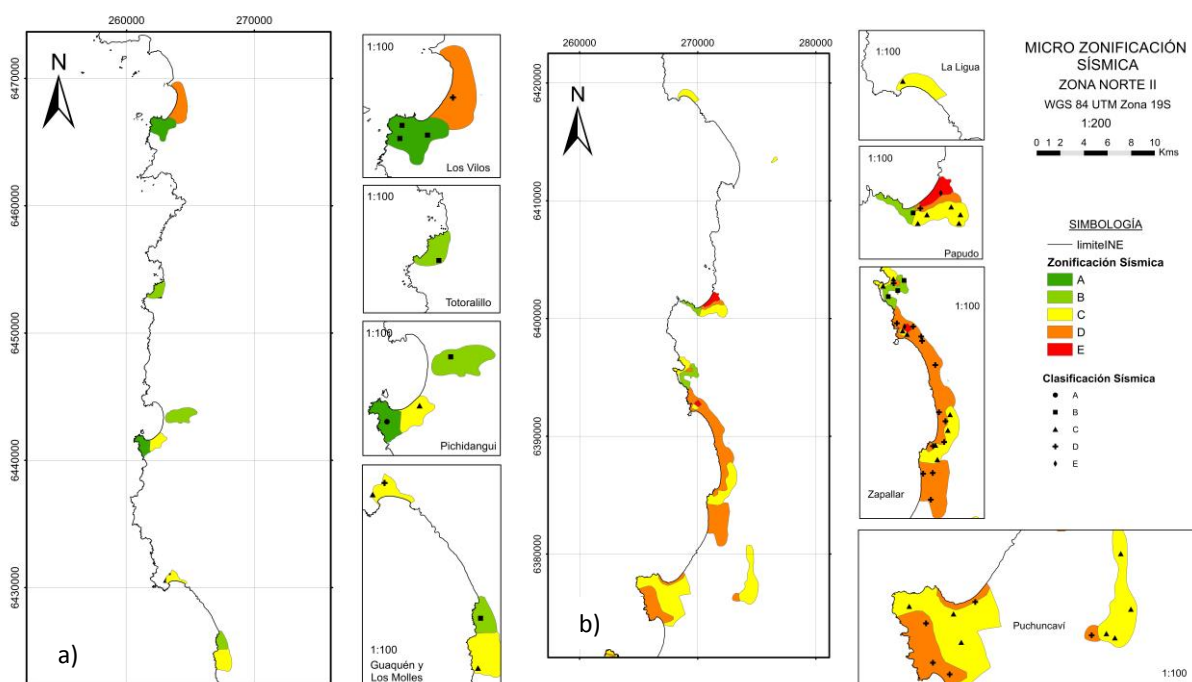 260000
270000
6470000
6460000
6450000
6440000
6430000
N
a)
1:100
Los Vilos
1:100
Totoralillo
1:100
Pichidangui
1:100
Guaquén y
Los Molles
260000
270000
280000
6420000
6410000
6400000
6390000
6380000
N
b)
1:100
La Ligua
1:100
Papudo
1:100
Zapallar
Puchuncaví
1:100
MICRO ZONIFICACIÓN
SÍSMICA
ZONA NORTE II
WGS 84 UTM Zona 19S
1:200
0 1 2 4 6 8 10
Kms
SIMBOLOGÍA
limiteINE
Zonificación Sísmica
A
B
C
D
E
Clasificación Sísmica
A
B
C
D
E